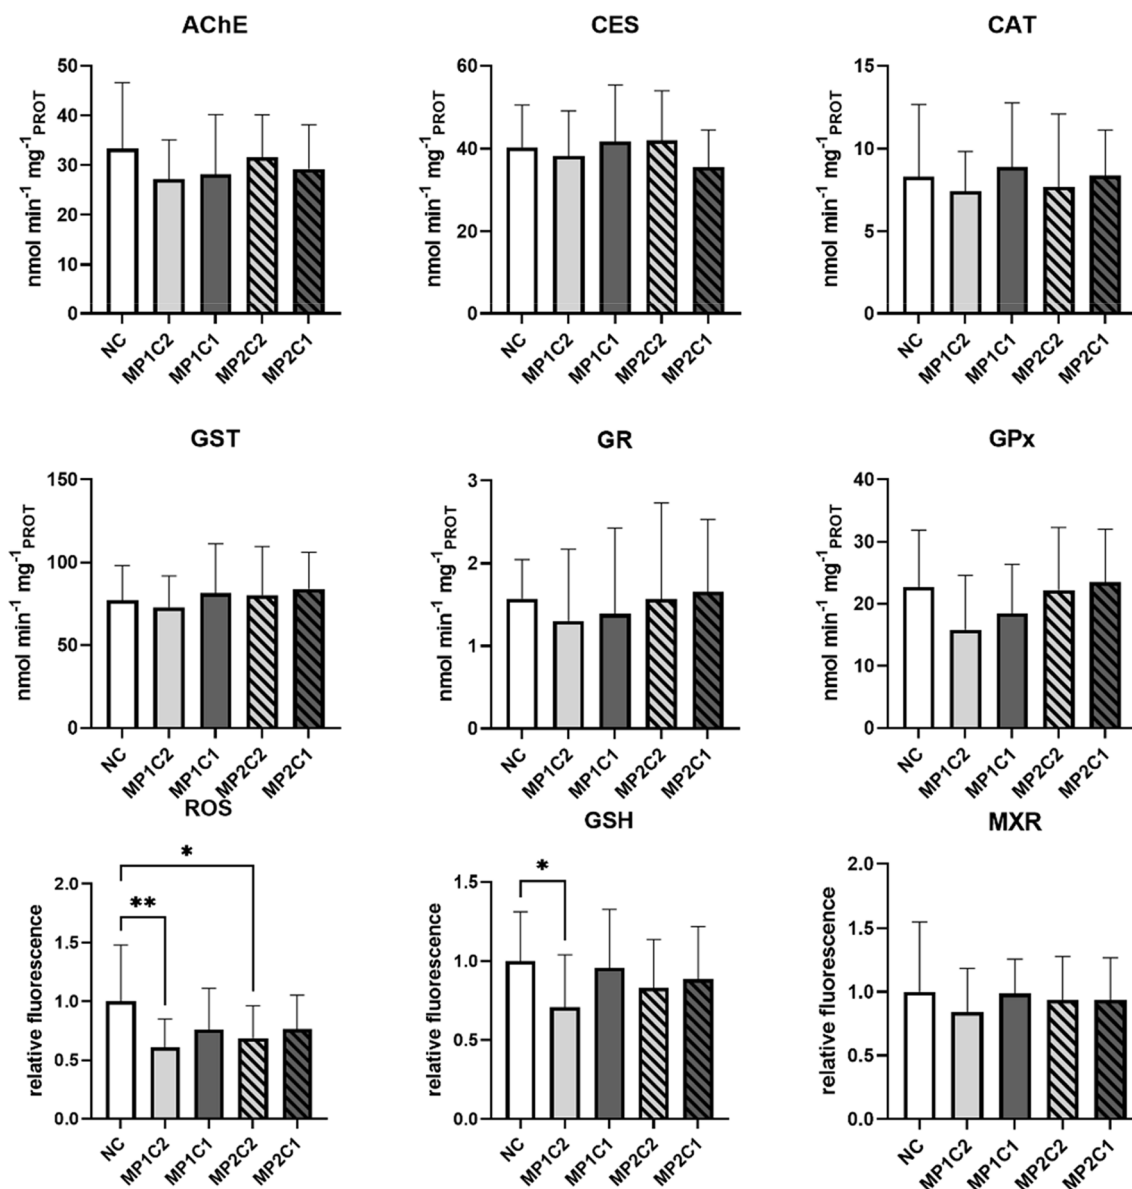 AChE
nmol min-1 mg-1PROT
50
40
30
20
10
0
NC
MP1C2
MP1C1
MP2C2
MP2C1
CES
nmol min-1 mg-1PROT
60
40
20
0
NC
MP1C2
MP1C1
MP2C2
MP2C1
CAT
nmol min-1 mg-1PROT
15
10
5
0
NC
MP1C2
MP1C1
MP2C2
MP2C1
GST
nmol min-1 mg-1PROT
150
100
50
0
NC
MP1C2
MP1C1
MP2C2
MP2C1
GR
nmol min-1 mg-1PROT
3
2
1
0
NC
MP1C2
MP1C1
MP2C2
MP2C1
GPx
nmol min-1 mg-1PROT
40
30
20
10
0
NC
MP1C2
MP1C1
MP2C2
MP2C1
ROS
relative fluorescence
2.0
1.5
1.0
0.5
0.0
*
**
NC
MP1C2
MP1C1
MP2C2
MP2C1
GSH
relative fluorescence
1.5
1.0
0.5
0.0
*
NC
MP1C2
MP1C1
MP2C2
MP2C1
MXR
relative fluorescence
2.0
1.5
1.0
0.5
0.0
NC
MP1C2
MP1C1
MP2C2
MP2C1